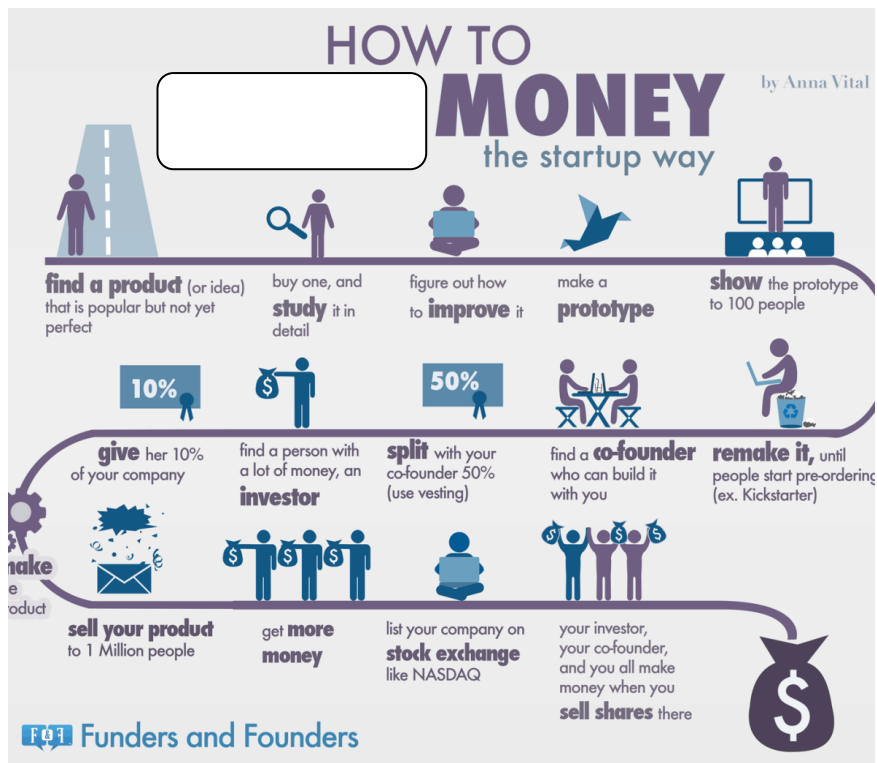 HOW TO
MONEY
by Anna Vital
the startup way
find a product (or idea)
that is popular but not yet
perfect
buy one, and
study it in
detail
figure out how
to improve it
make a
prototype
show the prototype
to 100 people
remake it, until
people start pre-ordering
(ex. Kickstarter)
find a co-founder
who can build it
with you
50%
split with your
co-founder 50%
(use vesting)
$
find a person with
a lot of money, an
investor
10%
give her 10%
of your company
sell your product
to 1 Million people
$ $ $
get more
money
list your company on
stock exchange
like NASDAQ
$ $ $
your investor,
your co-founder,
and you all make
money when you
sell shares there
$
F&F Funders and Founders